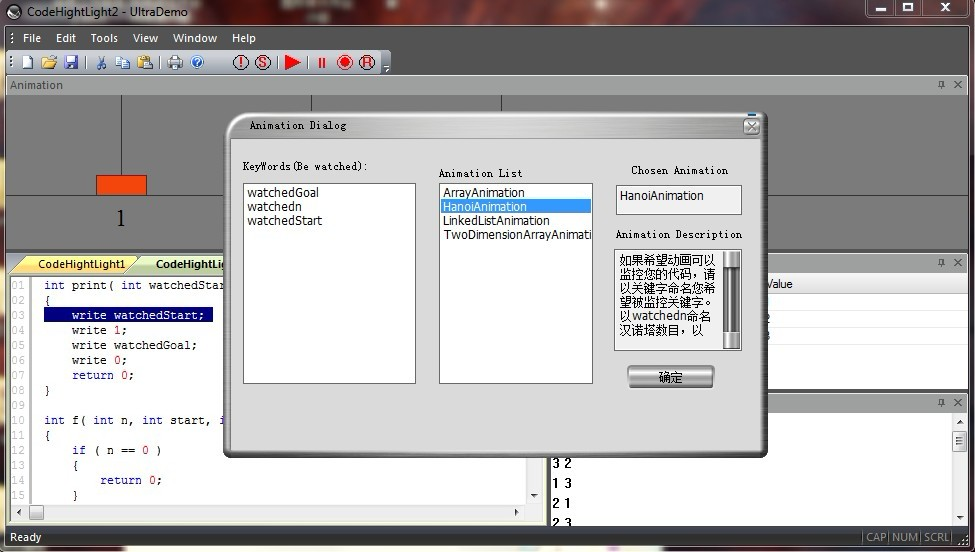 CodeHightLight2 - UltraDemo
File Edit Tools View Window Help
Animation
1
Animation Dialog
KeyWords(Be watched):
watchedGoal
watchedn
watchedStart
Animation List
ArrayAnimation
HanoiAnimation
LinkedListAnimation
TwoDimensionArrayAnimati
Chosen Animation
HanoiAnimation
Animation Description
如果希望动画可以
监控您的代码，请
以关键字命名您希
望被监控关键字。
以watchedn命名
汉诺塔数目，以
确定
CodeHightLight1 CodeHightLi
01 int print( int watchedStar
02 {
03 write watchedStart;
04 write 1;
05 write watchedGoal;
06 write 0;
07 return 0;
08 }
09
10 int f( int n, int start, i
11 {
12 if ( n == 0 )
13 {
14 return 0;
15 }
Value
3 2
1 3
2 1
2 3
Ready
CAP NUM SCRL